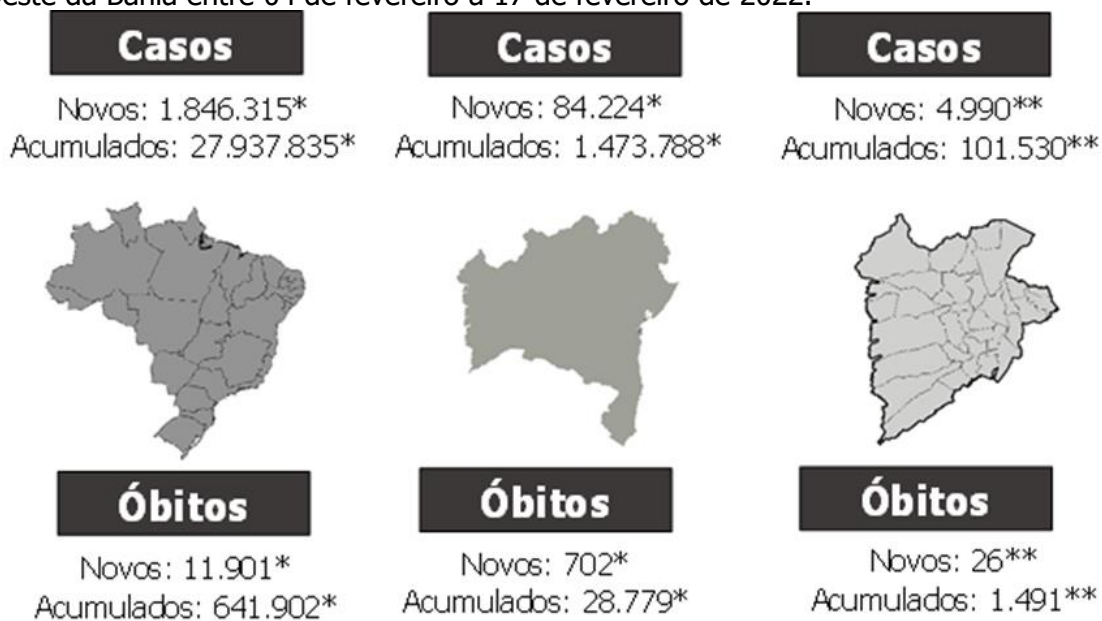 este da Bahia entre 04 de fevereiro a 17 de fevereiro de 2022.
Casos
Novos: 1.846.315*
Acumulados: 27.937.835*
Casos
Novos: 84.224*
Acumulados: 1.473.788*
Casos
Novos: 4.990**
Acumulados: 101.530**
Óbitos
Novos: 11.901*
Acumulados: 641.902*
Óbitos
Novos: 702*
Acumulados: 28.779*
Óbitos
Novos: 26**
Acumulados: 1.491**